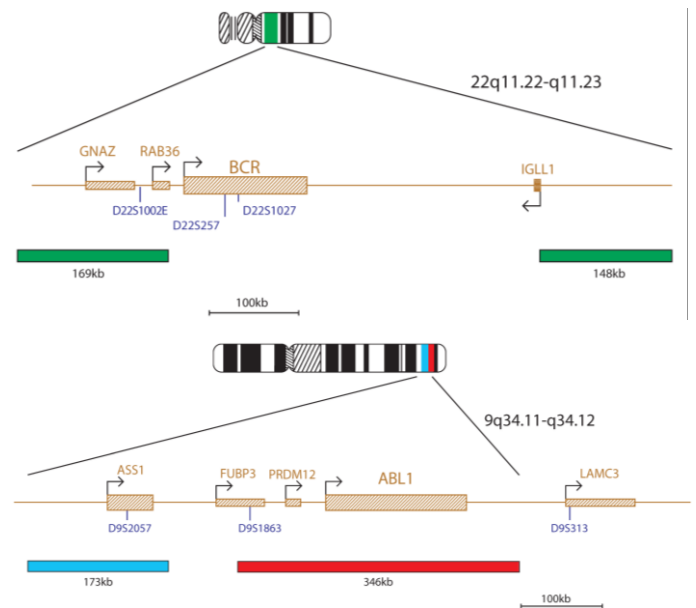 22q11.22-q11.23
GNAZ RAB36 BCR IGLL1
D22S1002E D22S1027
D22S257
169kb 148kb
100kb
9q34.11-q34.12
ASS1 FUBP3 PRDM12 ABL1 LAMC3
D9S2057 D9S1863 D9S313
173kb 346kb
100kb